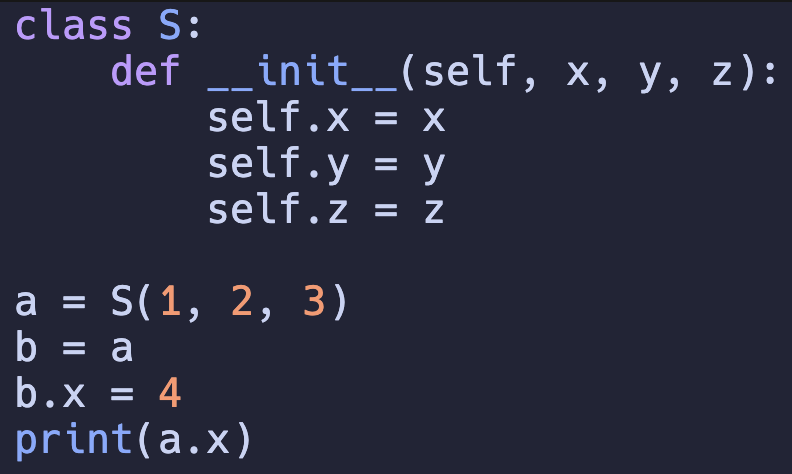 class S:
    def __init__(self, x, y, z):
        self.x = x
        self.y = y
        self.z = z

a = S(1, 2, 3)
b = a
b.x = 4
print(a.x)